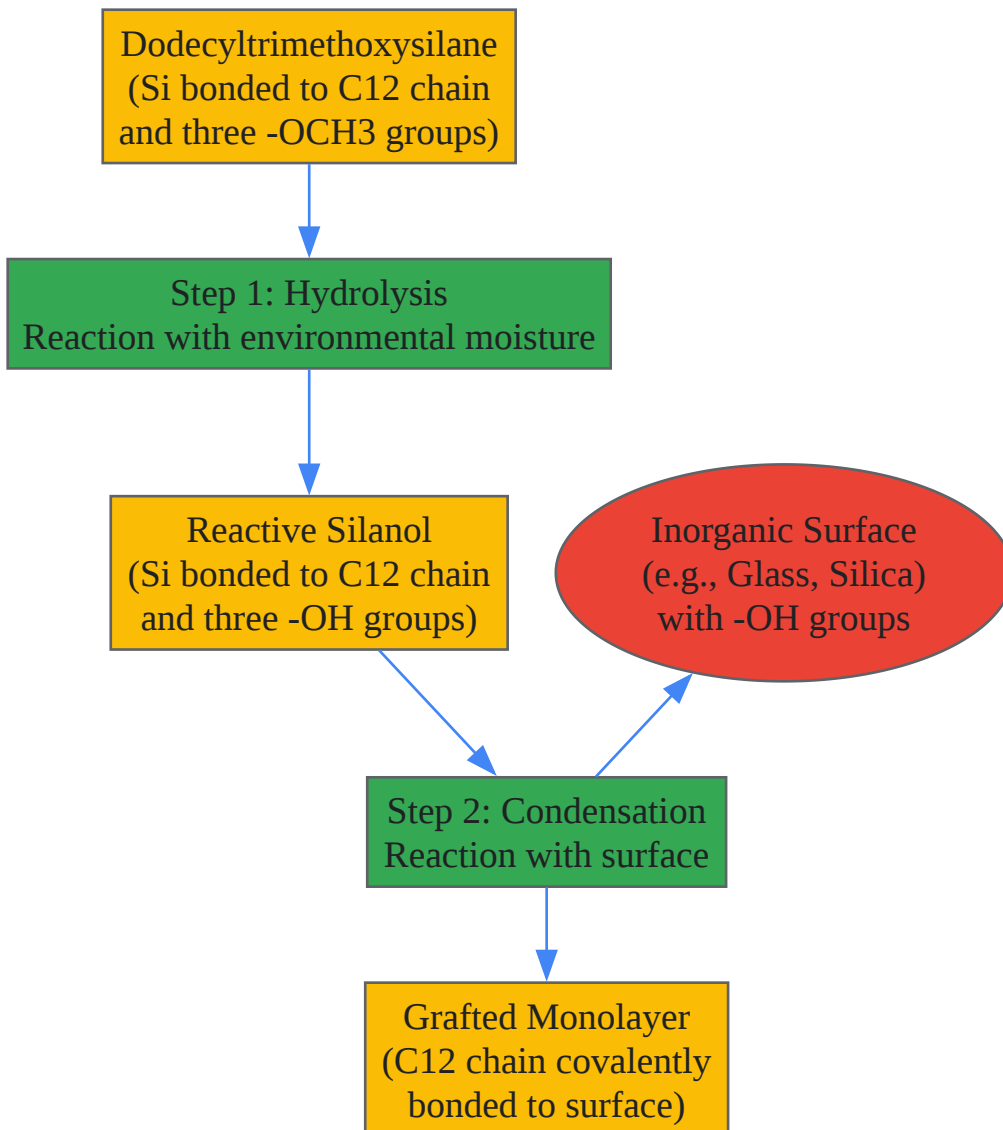 Dodecyltrimethoxysilane
(Si bonded to C12 chain
and three -OCH3 groups)
Step 1: Hydrolysis
Reaction with environmental moisture
Reactive Silanol
(Si bonded to C12 chain
and three -OH groups)
Inorganic Surface
(e.g., Glass, Silica)
with -OH groups
Step 2: Condensation
Reaction with surface
Grafted Monolayer
(C12 chain covalently
bonded to surface)